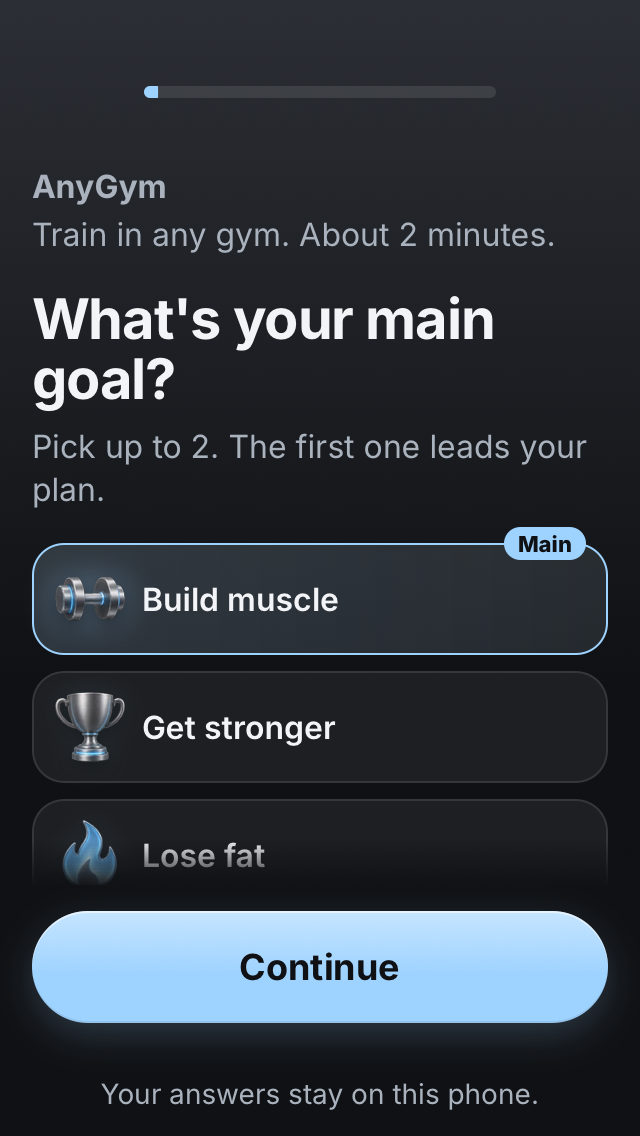 AnyGym
Train in any gym. About 2 minutes.
What's your main
goal?
Pick up to 2. The first one leads your
plan.
Main
Build muscle
Get stronger
Lose fat
Continue
Your answers stay on this phone.